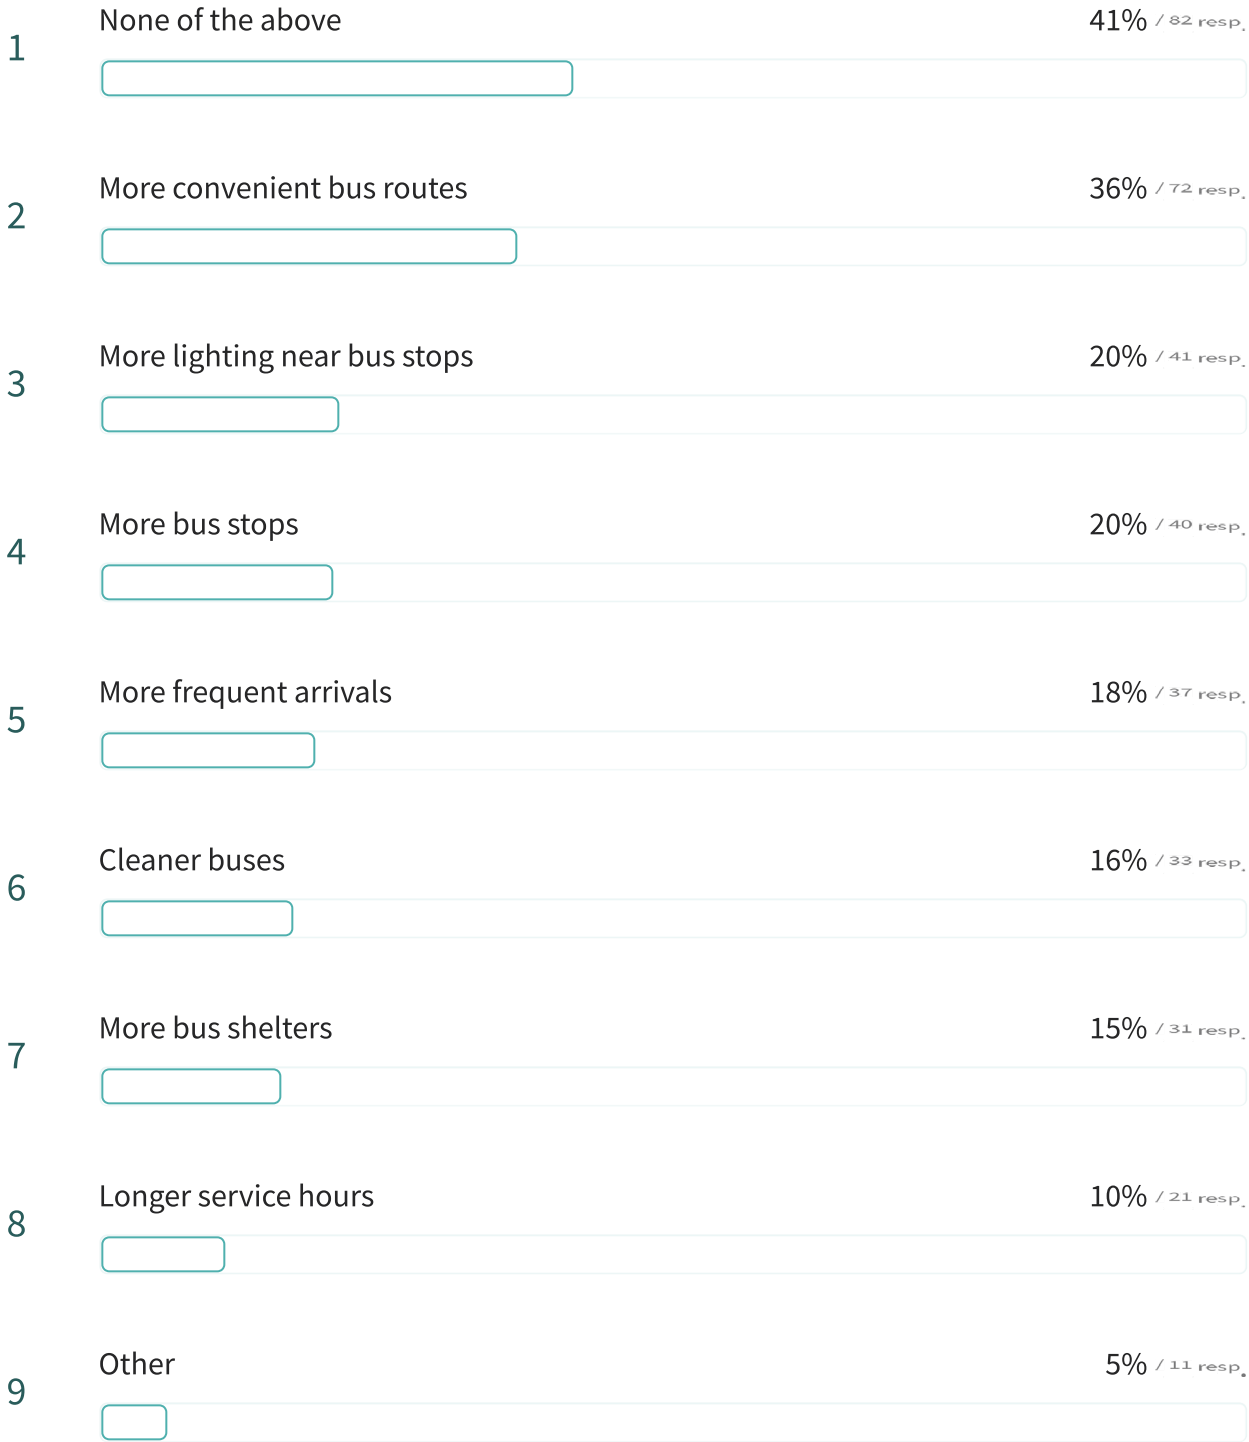 1 None of the above 41% / 82 resp.
2 More convenient bus routes 36% / 72 resp.
3 More lighting near bus stops 20% / 41 resp.
4 More bus stops 20% / 40 resp.
5 More frequent arrivals 18% / 37 resp.
6 Cleaner buses 16% / 33 resp.
7 More bus shelters 15% / 31 resp.
8 Longer service hours 10% / 21 resp.
9 Other 5% / 11 resp.